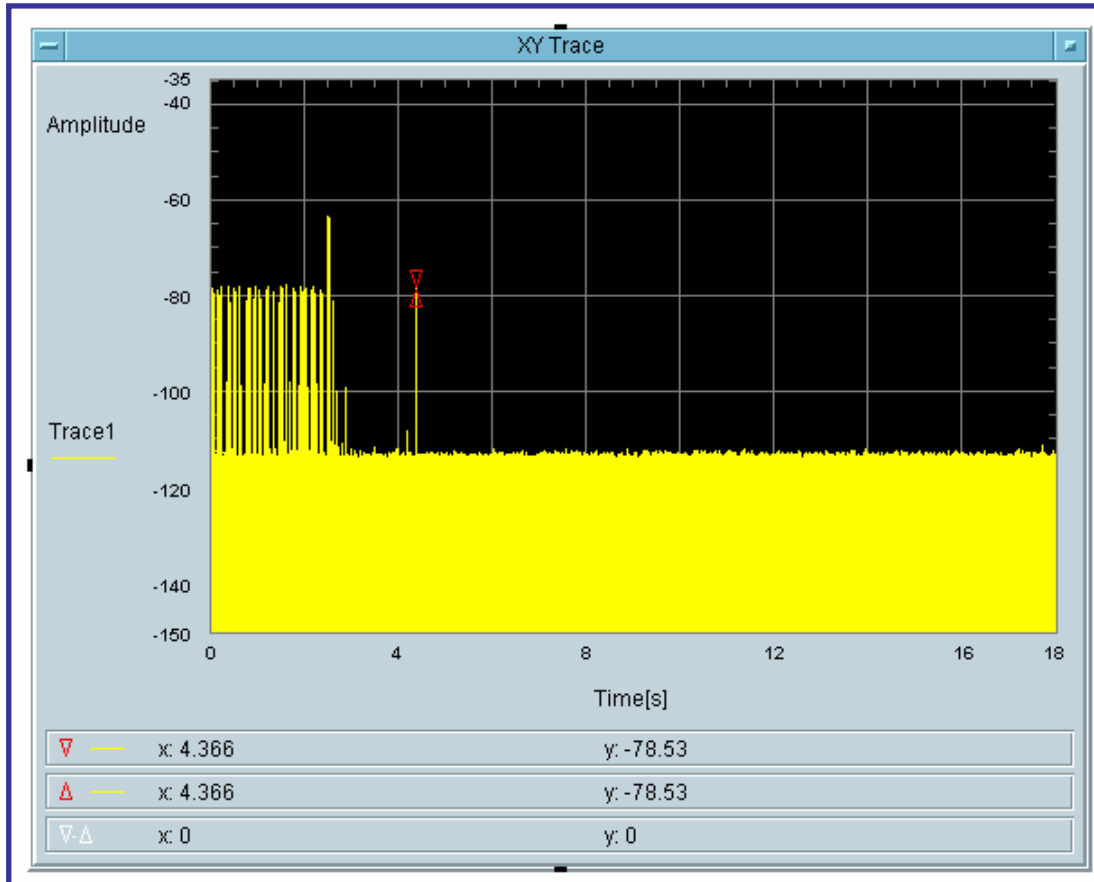 XY Trace
-35
-40
Amplitude
-60
-80
-100
Trace1
-120
-140
-150
0 4 8 12 16 18
Time[s]
x: 4.366 y: -78.53
x: 4.366 y: -78.53
x: 0 y: 0